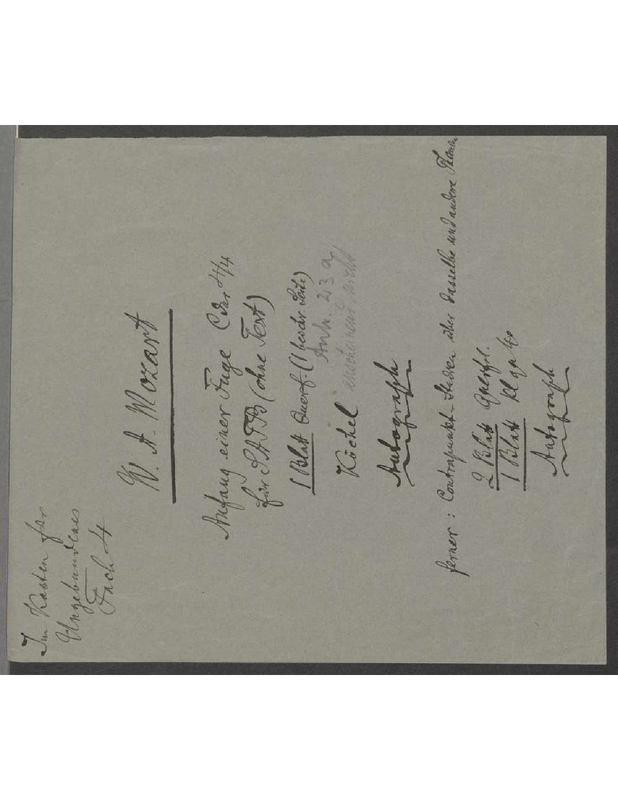 Im Kasten für
Ungebundenes
Fach 4
W. A. Mozart
Anfang einer Fuge C dur 4/4
für SATB (ohne Text)
1 Blatt Querf. (1 beschr. Seite)
Köchel Anh. 23 a
Autograph
ferner: Contrapunkt-Studien über dasselbe und andere Themen
2 Blatt Querf.
1 Blatt kl
Autograph